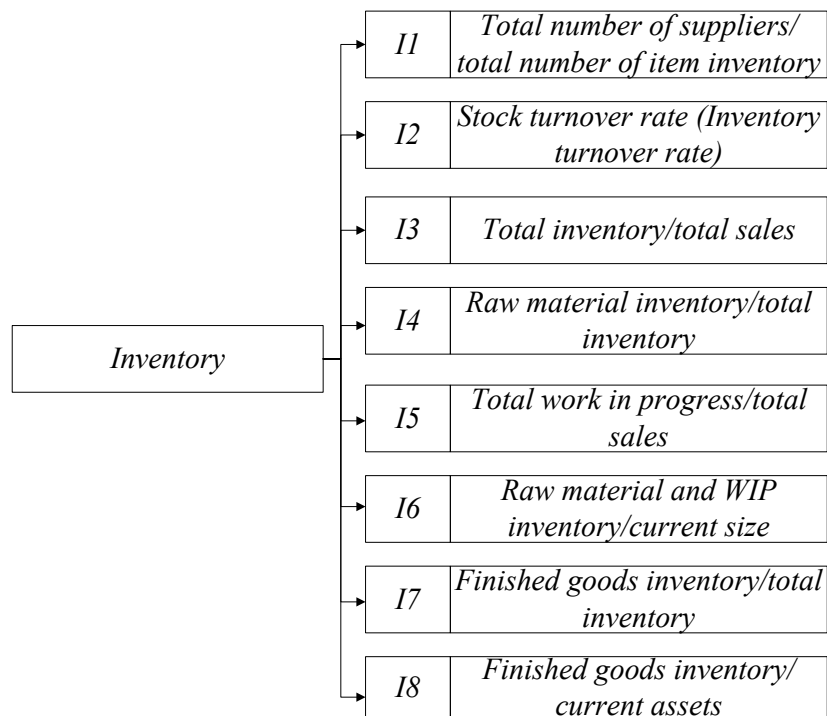 I1
Total number of suppliers/
total number of item inventory
I2
Stock turnover rate (Inventory
turnover rate)
I3
Total inventory/total sales
I4
Raw material inventory/total
inventory
Inventory
I5
Total work in progress/total
sales
I6
Raw material and WIP
inventory/current size
I7
Finished goods inventory/total
inventory
I8
Finished goods inventory/
current assets